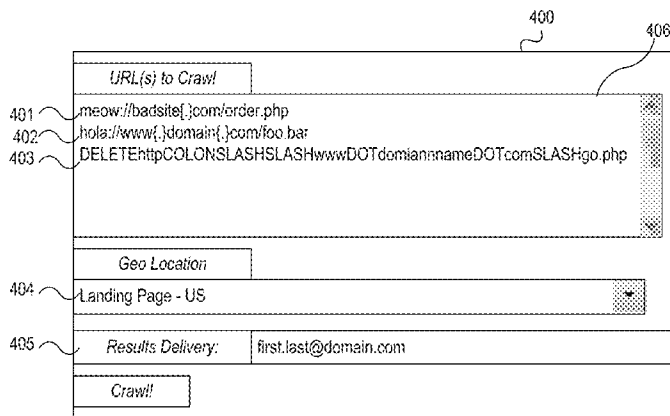 400
406
URL(s) to Crawl
401
meow://badsite[.]com/order.php
402
hola://www{.}domain{.}com/foo.bar
403
DELETEhttpCOLONSLASHSLASHwwwDOTdomiannnameDOTcomSLASHgo.php
Geo Location
404
Landing Page - US
405
Results Delivery:
first.last@domain.com
Crawl!